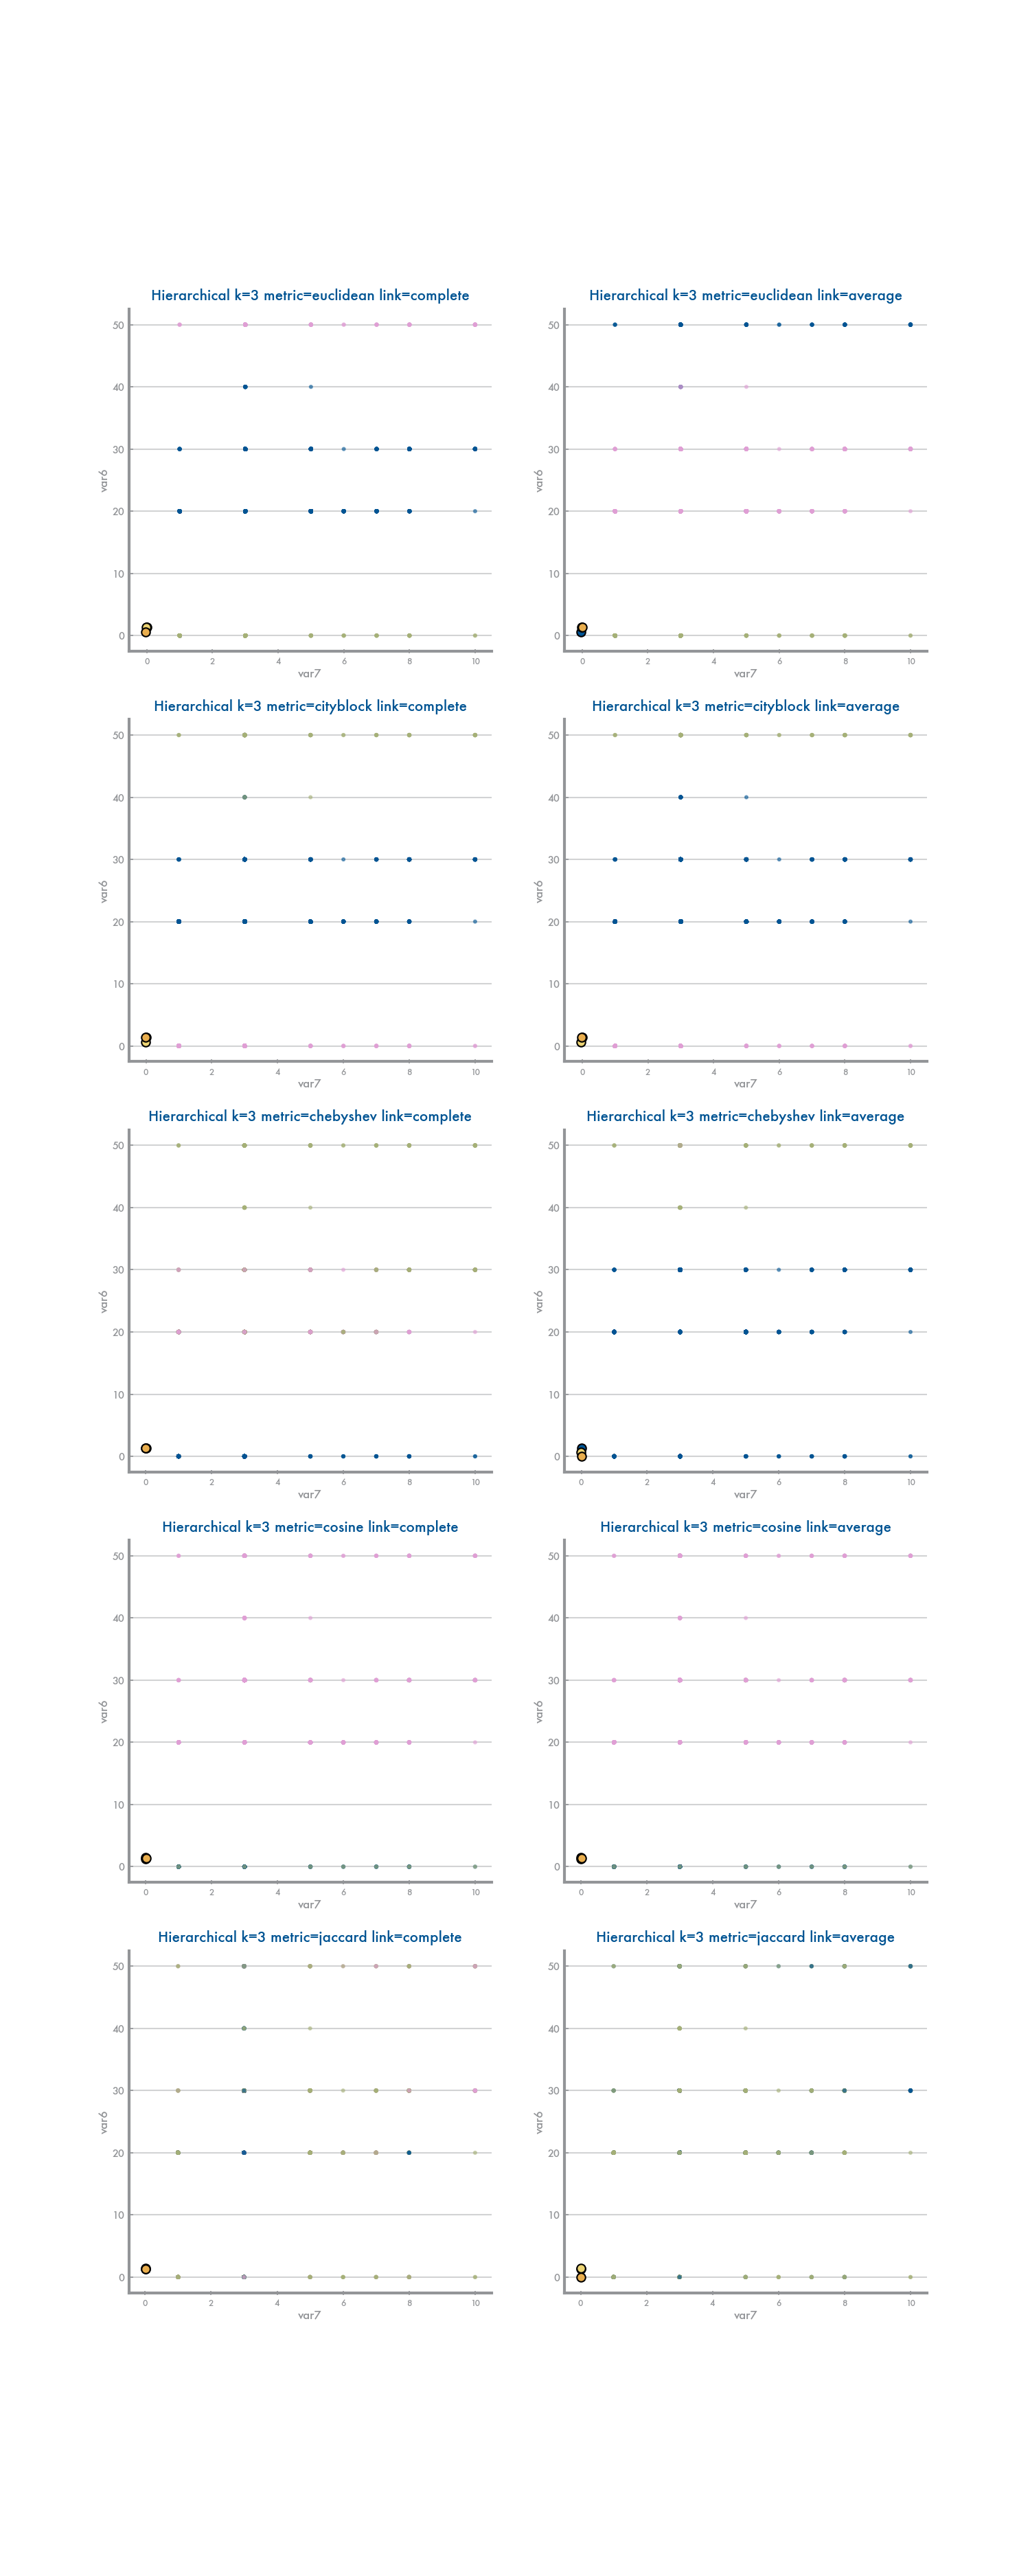 Hierarchical k=3 metric=euclidean link=complete
50
40
30
20
10
0
var6
0 2 4 6 8 10
var7
Hierarchical k=3 metric=euclidean link=average
50
40
30
20
10
0
var6
0 2 4 6 8 10
var7
Hierarchical k=3 metric=cityblock link=complete
50
40
30
20
10
0
var6
0 2 4 6 8 10
var7
Hierarchical k=3 metric=cityblock link=average
50
40
30
20
10
0
var6
0 2 4 6 8 10
var7
Hierarchical k=3 metric=chebyshev link=complete
50
40
30
20
10
0
var6
0 2 4 6 8 10
var7
Hierarchical k=3 metric=chebyshev link=average
50
40
30
20
10
0
var6
0 2 4 6 8 10
var7
Hierarchical k=3 metric=cosine link=complete
50
40
30
20
10
0
var6
0 2 4 6 8 10
var7
Hierarchical k=3 metric=cosine link=average
50
40
30
20
10
0
var6
0 2 4 6 8 10
var7
Hierarchical k=3 metric=jaccard link=complete
50
40
30
20
10
0
var6
0 2 4 6 8 10
var7
Hierarchical k=3 metric=jaccard link=average
50
40
30
20
10
0
var6
0 2 4 6 8 10
var7